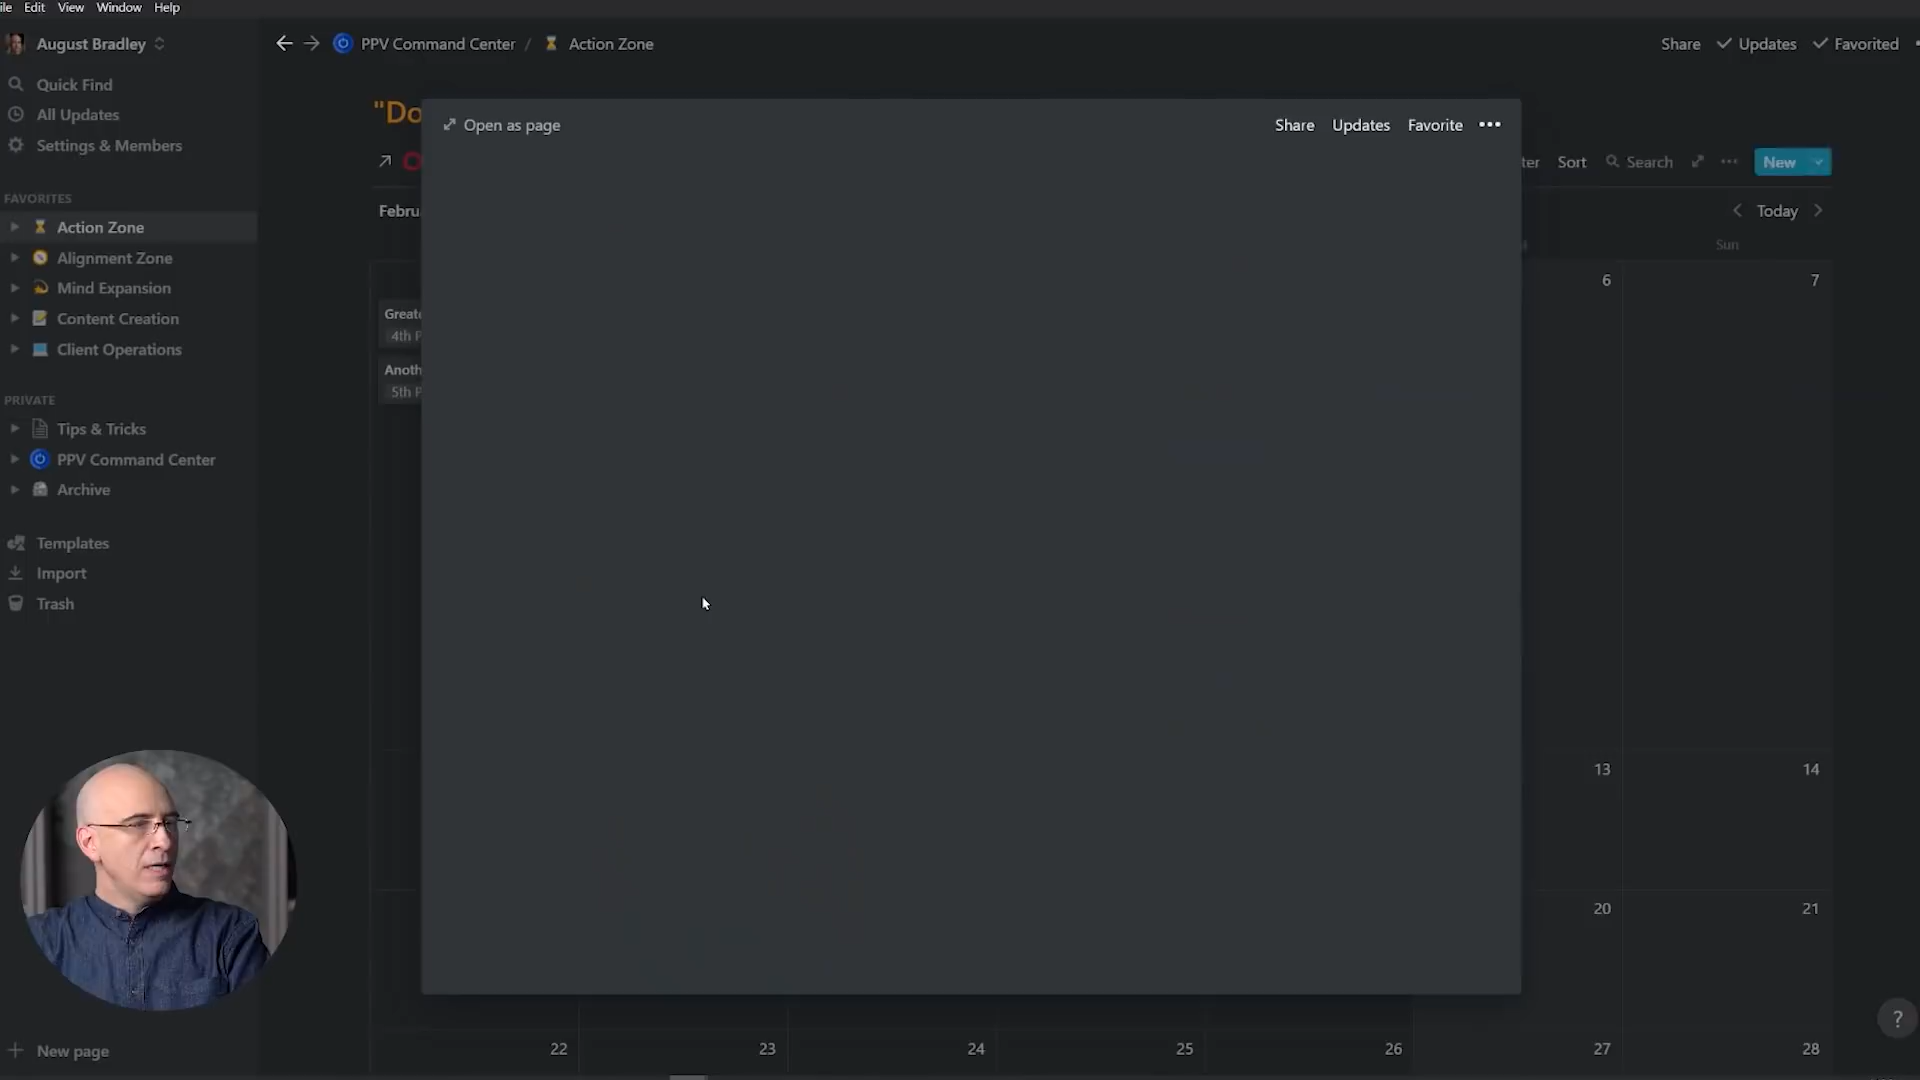 Edit View Window Help
August Bradley
PPV Command Center / Action Zone
Share Updates Favorited
Quick Find
All Updates
Settings & Members
"Do
Open as page
Share Updates Favorite
Sort Search New
FAVORITES
Febru
Today
Action Zone
Sun
Alignment Zone
Mind Expansion
6 7
Content Creation
Greate
4th P
Client Operations
Anoth
5th P
PRIVATE
Tips & Tricks
PPV Command Center
Archive
Templates
Import
Trash
13 14
20 21
?
New page
22 23 24 25 26 27 28